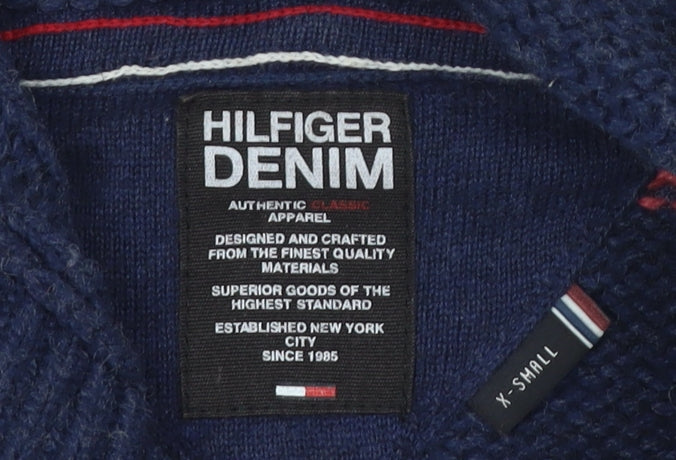 HILFIGER
DENIM
AUTHENTIC CLASSIC
APPAREL
DESIGNED AND CRAFTED
FROM THE FINEST QUALITY
MATERIALS
SUPERIOR GOODS OF THE
HIGHEST STANDARD
ESTABLISHED NEW YORK
CITY
SINCE 1985
X-SMALL